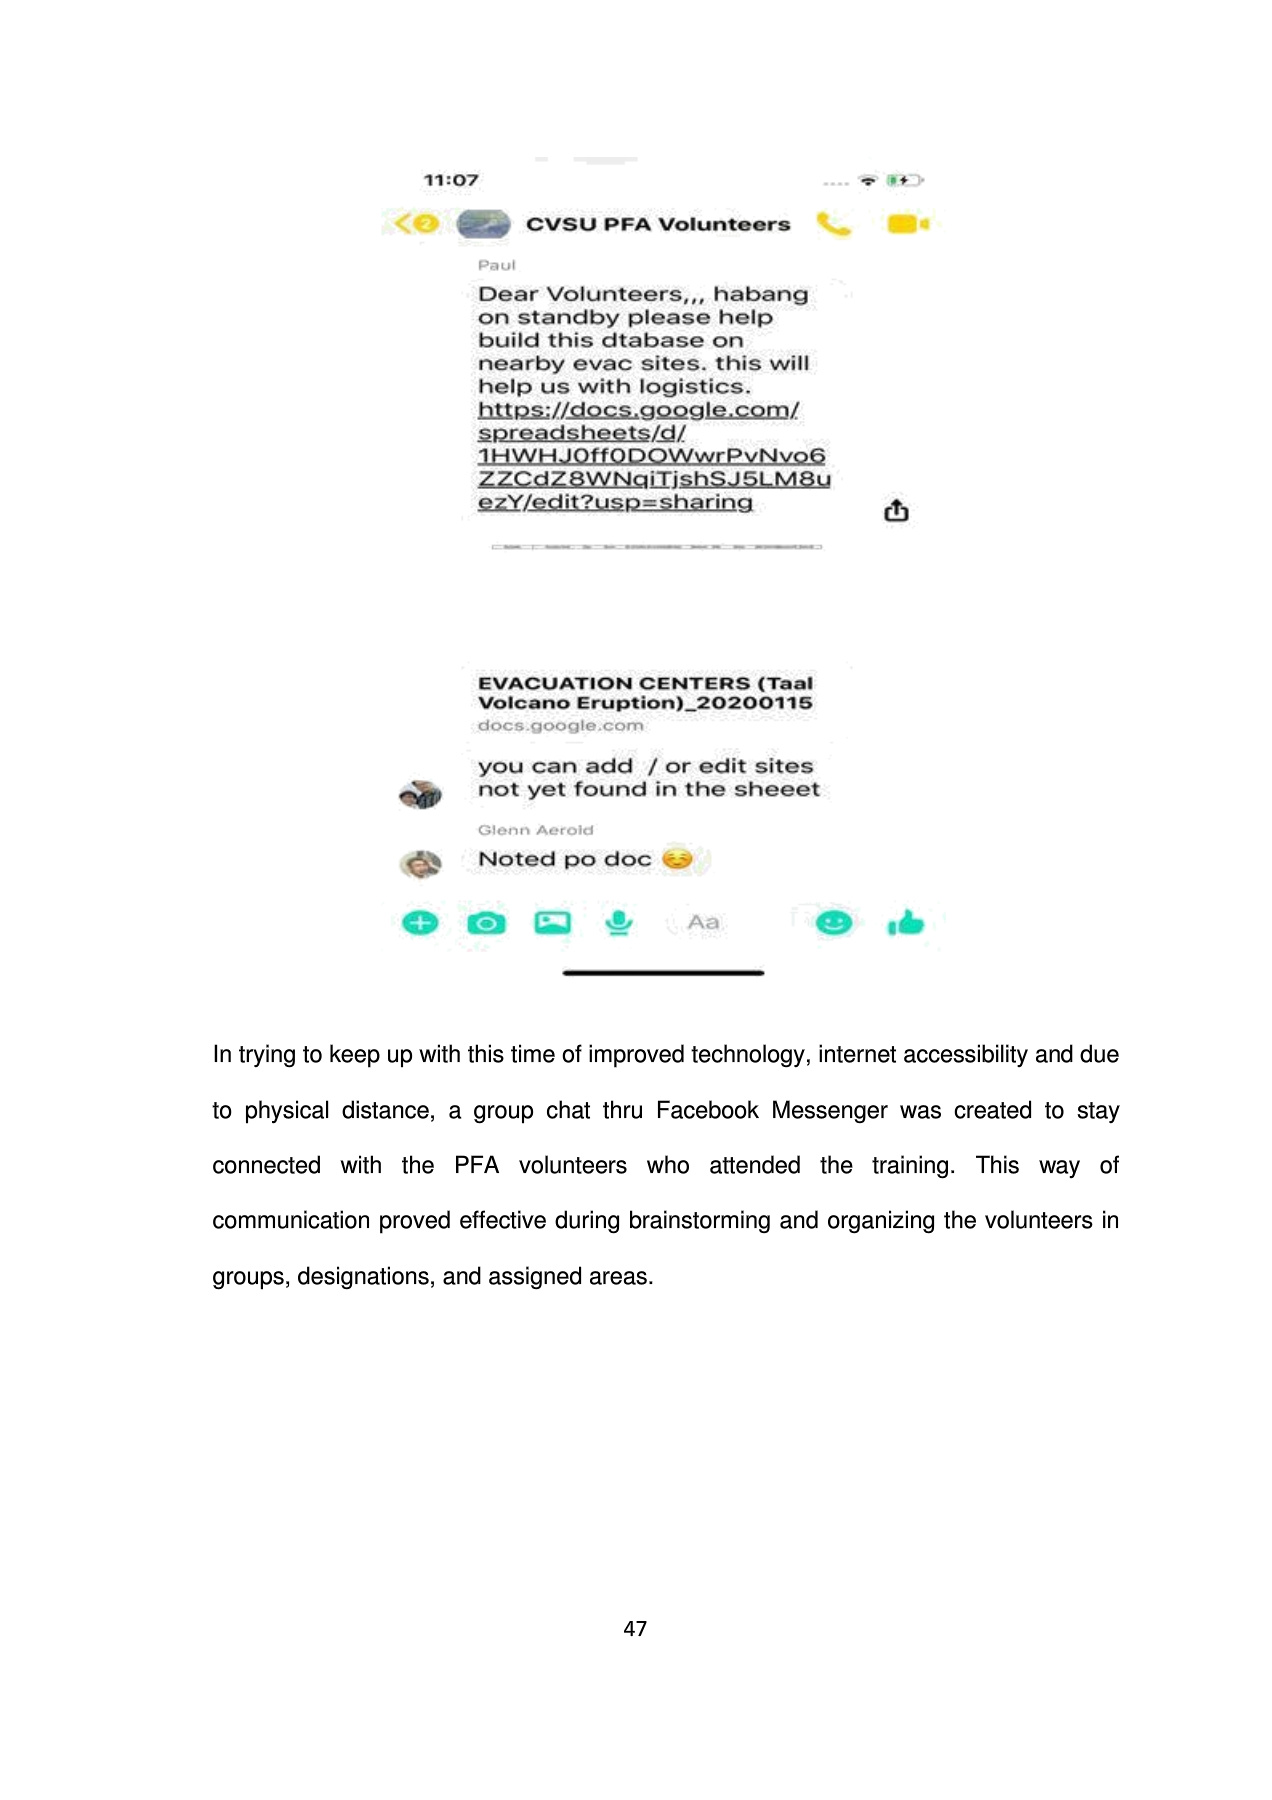 11:07
2
CVSU PFA Volunteers
Paul
Dear Volunteers,,, habang
on standby please help
build this dtabase on
nearby evac sites. this will
help us with logistics.
https://docs.google.com/
spreadsheets/d/
1HWHJ0ff0DOWwrPvNvo6
ZZCdZ8WNqiTjshSJ5LM8u
ezY/edit?usp=sharing
EVACUATION CENTERS (Taal
Volcano Eruption)_20200115
docs.google.com
you can add  / or edit sites
not yet found in the sheeet
Glenn Aerold
Noted po doc ☺️
Aa
In trying to keep up with this time of improved technology, internet accessibility and due
to physical distance, a group chat thru Facebook Messenger was created to stay
connected with the PFA volunteers who attended the training. This way of
communication proved effective during brainstorming and organizing the volunteers in
groups, designations, and assigned areas.
47